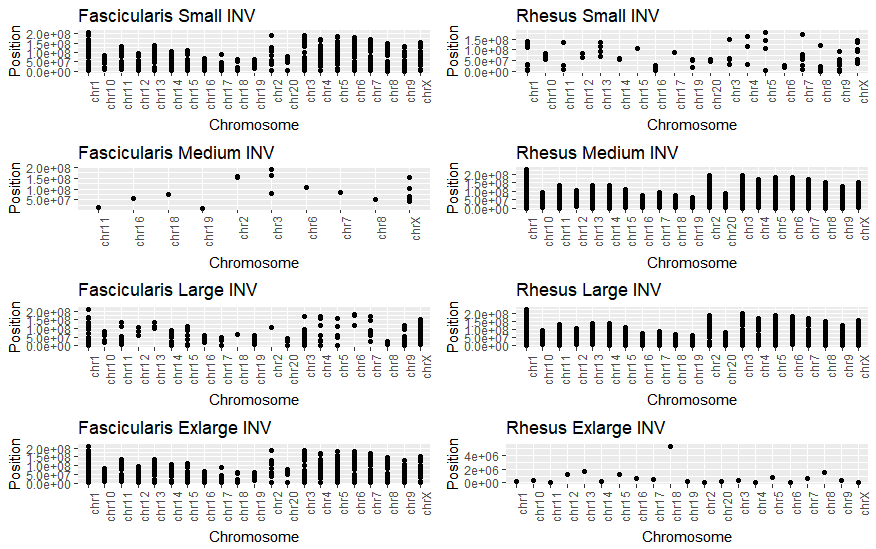 Fascicularis Small INV
Position
2.0e+08
1.5e+08
1.0e+08
5.0e+07
0.0e+00
chr1
chr10
chr11
chr12
chr13
chr14
chr15
chr16
chr17
chr18
chr19
chr2
chr20
chr3
chr4
chr5
chr6
chr7
chr8
chr9
chrX
Chromosome
Rhesus Small INV
Position
1.5e+08
1.0e+08
5.0e+07
0.0e+00
chr1
chr10
chr11
chr12
chr13
chr14
chr15
chr16
chr17
chr19
chr20
chr3
chr4
chr5
chr6
chr7
chr8
chr9
chrX
Chromosome
Fascicularis Medium INV
Position
2.0e+08
1.5e+08
1.0e+08
5.0e+07
chr11
chr16
chr18
chr19
chr2
chr3
chr6
chr7
chr8
chrX
Chromosome
Rhesus Medium INV
Position
2.0e+08
1.5e+08
1.0e+08
5.0e+07
0.0e+00
chr1
chr10
chr11
chr12
chr13
chr14
chr15
chr16
chr17
chr18
chr19
chr2
chr20
chr3
chr4
chr5
chr6
chr7
chr8
chr9
chrX
Chromosome
Fascicularis Large INV
Position
2.0e+08
1.5e+08
1.0e+08
5.0e+07
0.0e+00
chr1
chr10
chr11
chr12
chr13
chr14
chr15
chr16
chr17
chr18
chr19
chr2
chr20
chr3
chr4
chr5
chr6
chr7
chr8
chr9
chrX
Chromosome
Rhesus Large INV
Position
2.0e+08
1.5e+08
1.0e+08
5.0e+07
0.0e+00
chr1
chr10
chr11
chr12
chr13
chr14
chr15
chr16
chr17
chr18
chr19
chr2
chr20
chr3
chr4
chr5
chr6
chr7
chr8
chr9
chrX
Chromosome
Fascicularis Exlarge INV
Position
2.0e+08
1.5e+08
1.0e+08
5.0e+07
0.0e+00
chr1
chr10
chr11
chr12
chr13
chr14
chr15
chr16
chr17
chr18
chr19
chr2
chr20
chr3
chr4
chr5
chr6
chr7
chr8
chr9
chrX
Chromosome
Rhesus Exlarge INV
Position
4e+06
2e+06
0e+00
chr1
chr10
chr11
chr12
chr13
chr14
chr15
chr16
chr17
chr18
chr19
chr2
chr20
chr3
chr4
chr5
chr6
chr7
chr8
chr9
chrX
Chromosome